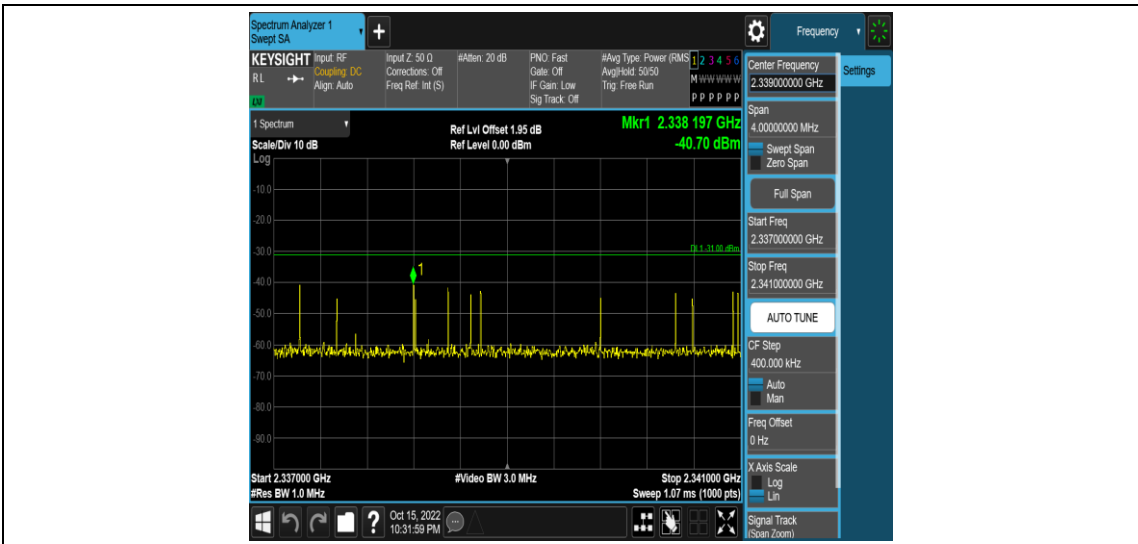 Spectrum Analyzer 1
Swept SA
+
Frequency
KEYSIGHT
RL
LXI
Input: RF
Coupling: DC
Align: Auto
Input Z: 50 Ω
Corrections: Off
Freq Ref: Int (S)
#Atten: 20 dB
PNO: Fast
Gate: Off
IF Gain: Low
Sig Track: Off
#Avg Type: Power (RMS
Avg|Hold: 50/50
Trig: Free Run
1 2 3 4 5 6
M W W W W W
P P P P P P
1 Spectrum
Scale/Div 10 dB
Log
Ref Lvl Offset 1.95 dB
Ref Level 0.00 dBm
Mkr1 2.338 197 GHz
-40.70 dBm
-10.0
-20.0
-30.0
DL1 -31.00 dBm
1
-40.0
-50.0
-60.0
-70.0
-80.0
-90.0
Start 2.337000 GHz
#Res BW 1.0 MHz
#Video BW 3.0 MHz
Stop 2.341000 GHz
Sweep 1.07 ms (1000 pts)
Center Frequency
2.339000000 GHz
Settings
Span
4.00000000 MHz
Swept Span
Zero Span
Full Span
Start Freq
2.337000000 GHz
Stop Freq
2.341000000 GHz
AUTO TUNE
CF Step
400.000 kHz
Auto
Man
Freq Offset
0 Hz
X Axis Scale
Log
Lin
Signal Track
(Span Zoom)
?
Oct 15, 2022
10:31:59 PM